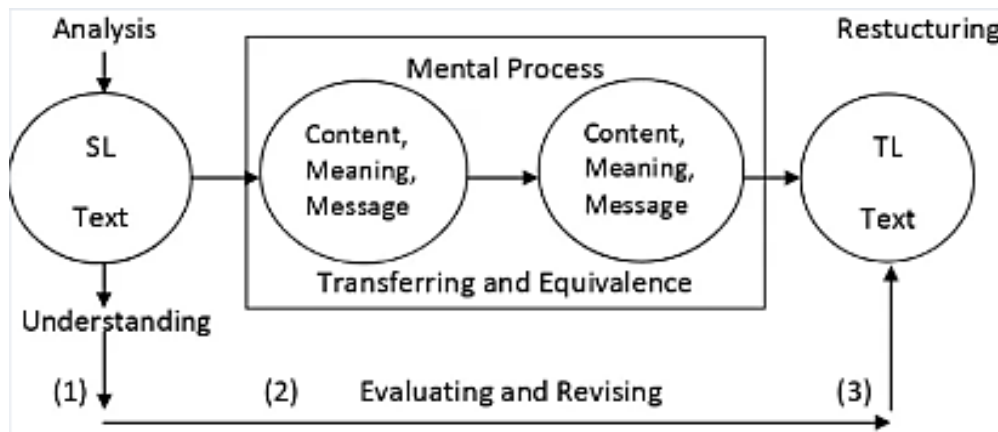 Analysis
Restucturing
Mental Process
SL
Text
Content,
Meaning,
Message
Content,
Meaning,
Message
TL
Text
Transferring and Equivalence
Understanding
(1)
(2)
Evaluating and Revising
(3)